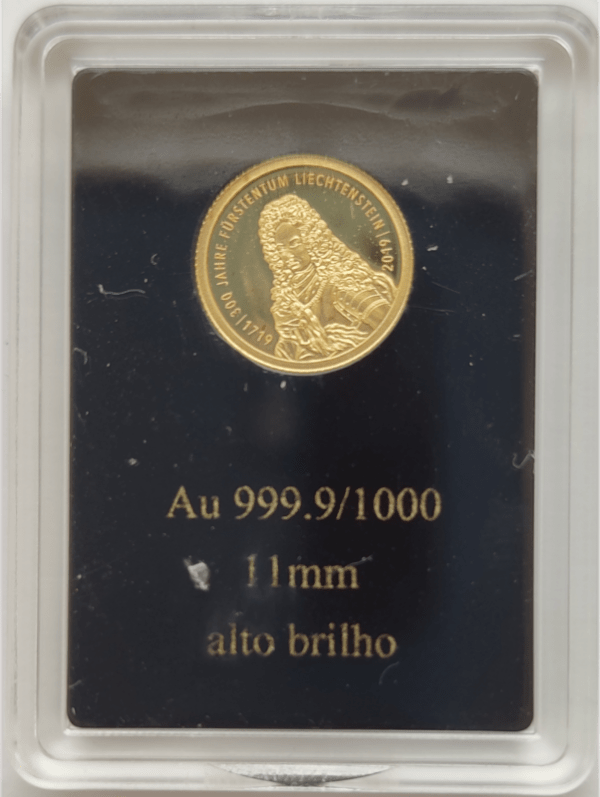 1719 | 300 JAHRE FÜRSTENTUM LIECHTENSTEIN | 2019
Au 999.9/1000
11mm
alto brilho